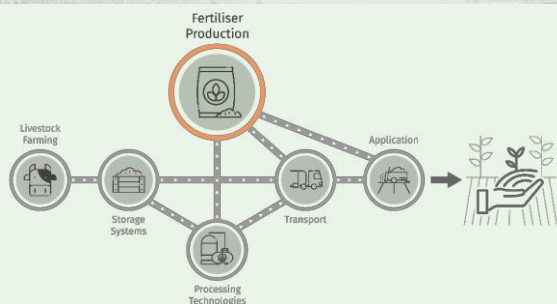 Fertiliser
Production
Livestock
Farming
Application
Storage
Systems
Transport
Processing
Technologies